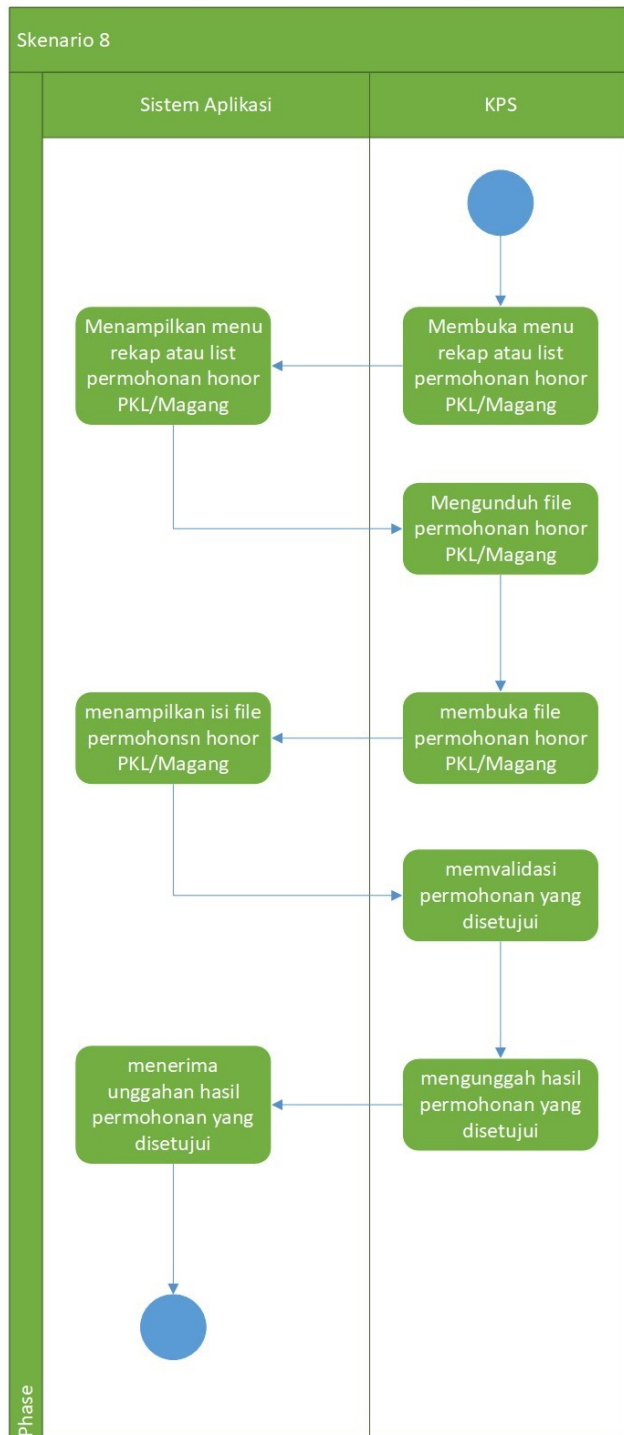 Skenario 8
Sistem Aplikasi
KPS
Membuka menu
rekap atau list
permohonan honor
PKL/Magang
Menampilkan menu
rekap atau list
permohonan honor
PKL/Magang
Mengunduh file
permohonan honor
PKL/Magang
membuka file
permohonan honor
PKL/Magang
menampilkan isi file
permohonsn honor
PKL/Magang
memvalidasi
permohonan yang
disetujui
mengunggah hasil
permohonan yang
disetujui
menerima
unggahan hasil
permohonan yang
disetujui
Phase